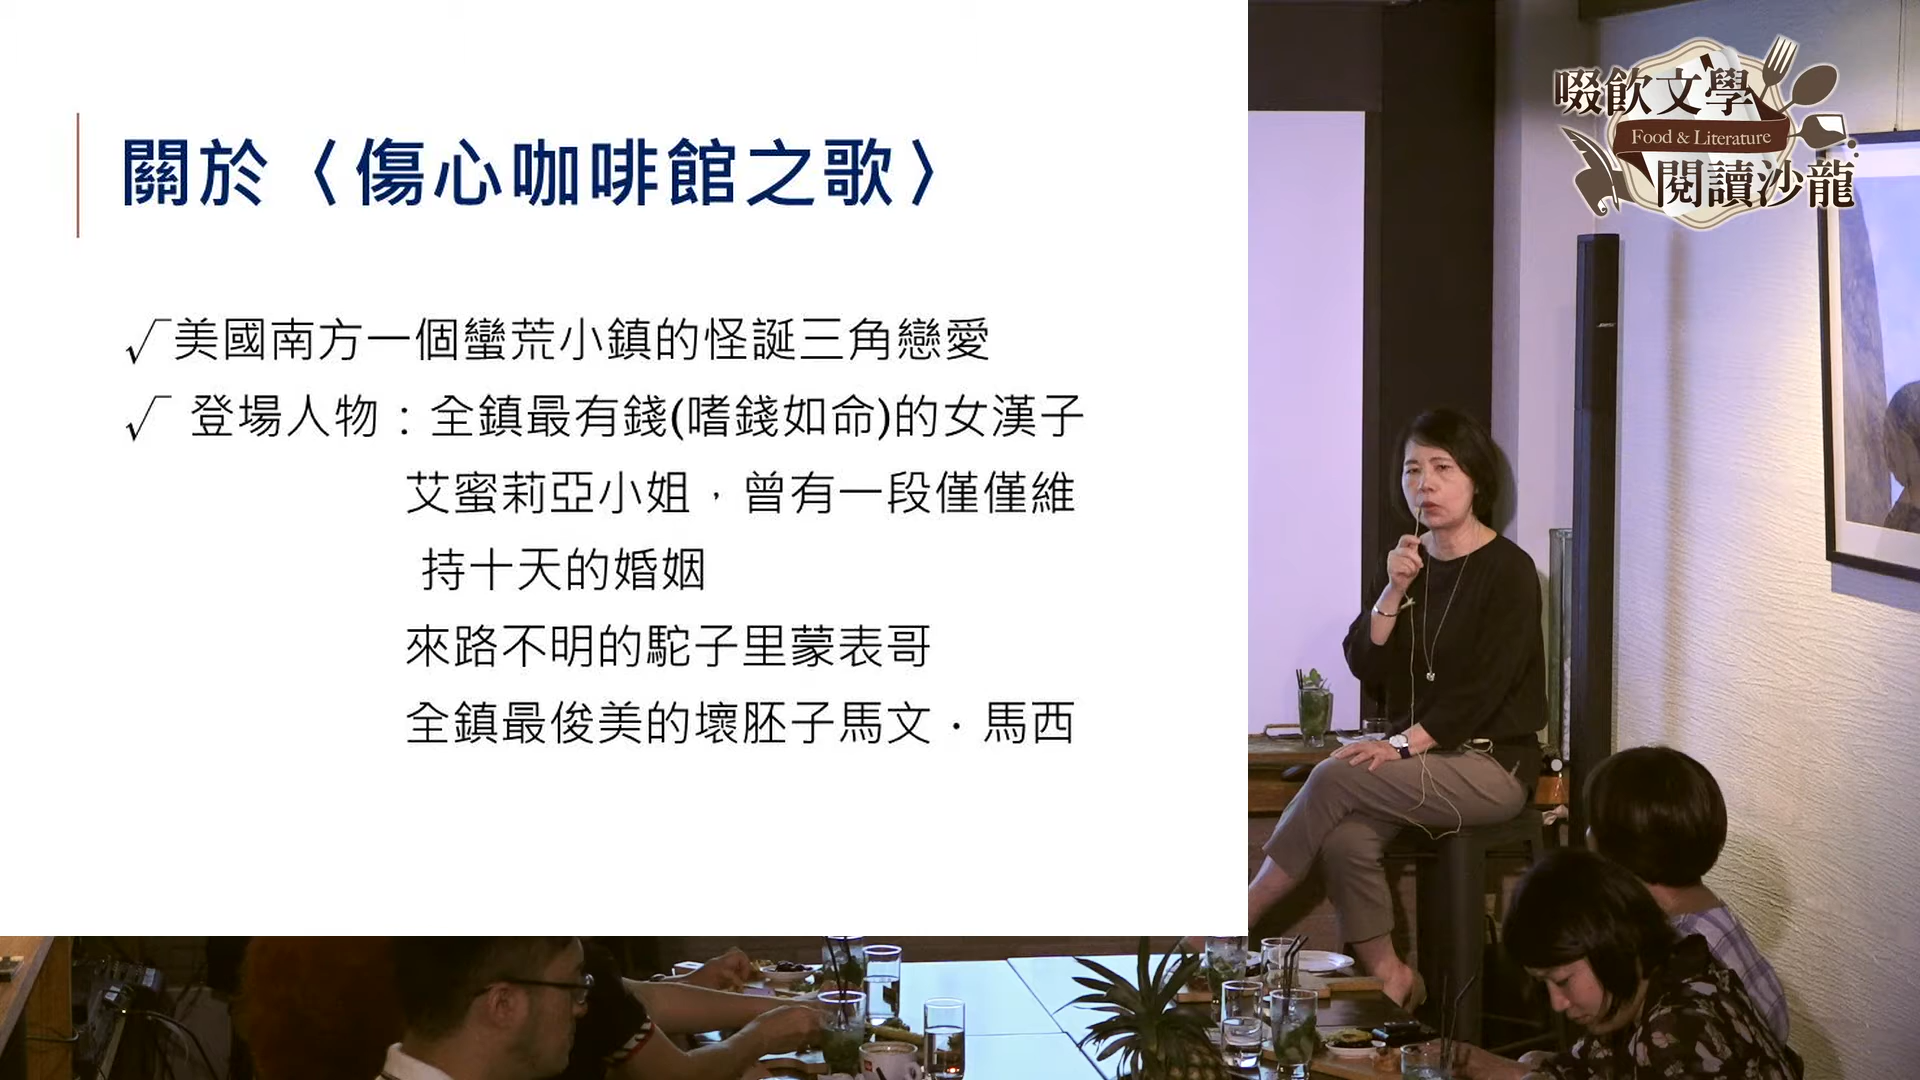 關於〈傷心咖啡館之歌〉
√美國南方一個蠻荒小鎮的怪誕三角戀愛
√ 登場人物：全鎮最有錢(嗜錢如命)的女漢子
艾蜜莉亞小姐，曾有一段僅僅維
持十天的婚姻
來路不明的駝子里蒙表哥
全鎮最俊美的壞胚子馬文．馬西
啜飲文學
Food & Literature
閱讀沙龍